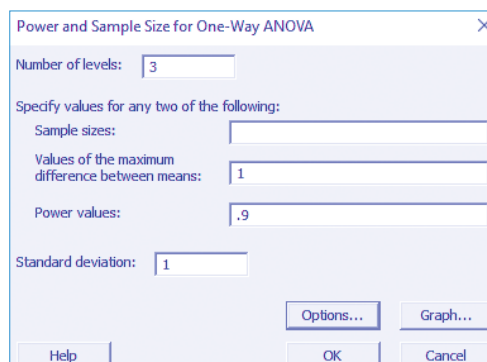 Power and Sample Size for One-Way ANOVA
Number of levels: 3
Specify values for any two of the following:
Sample sizes:
Values of the maximum
difference between means: 1
Power values: .9
Standard deviation: 1
Options... Graph...
Help OK Cancel